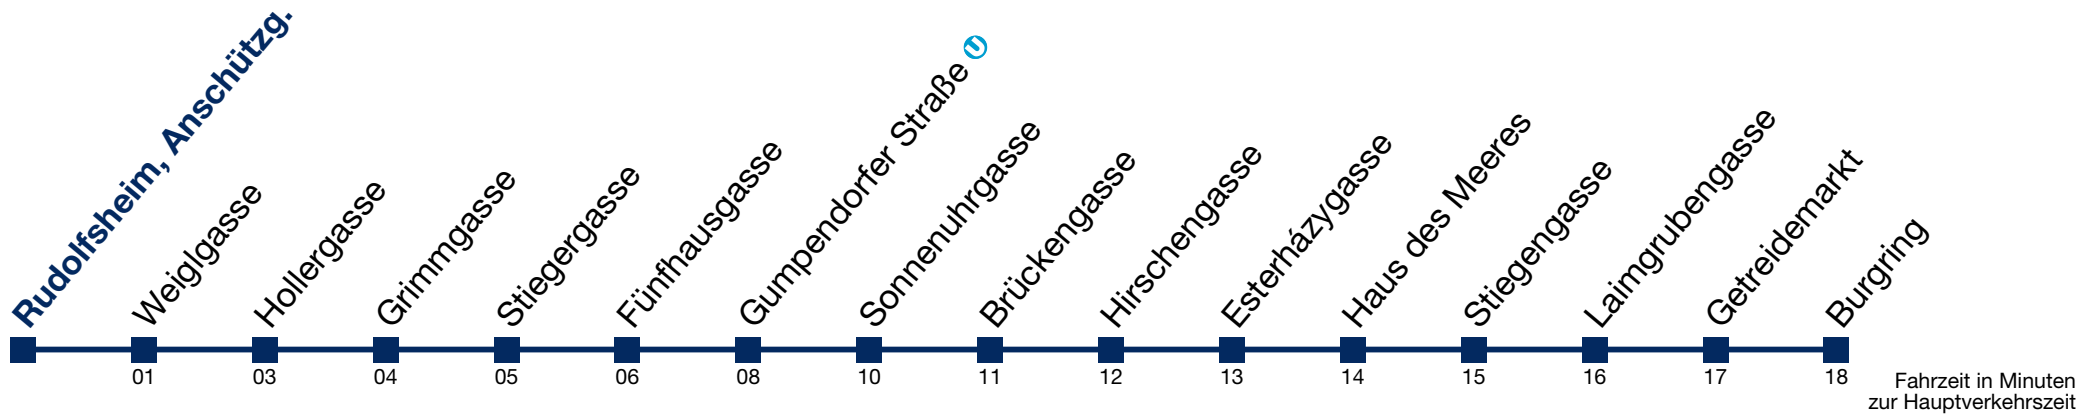 Rudolfsheim, Anschützg.
Weiglgasse
Hollergasse
Grimmgasse
Stiegergasse
Fünfhausgasse
Gumpendorfer Straße U
Sonnenuhrgasse
Brückengasse
Hirschengasse
Esterházygasse
Haus des Meeres
Stiegengasse
Laimgrubengasse
Getreidemarkt
Burgring
01 03 04 05 06 08 10 11 12 13 14 15 16 17 18
Fahrzeit in Minuten
zur Hauptverkehrszeit